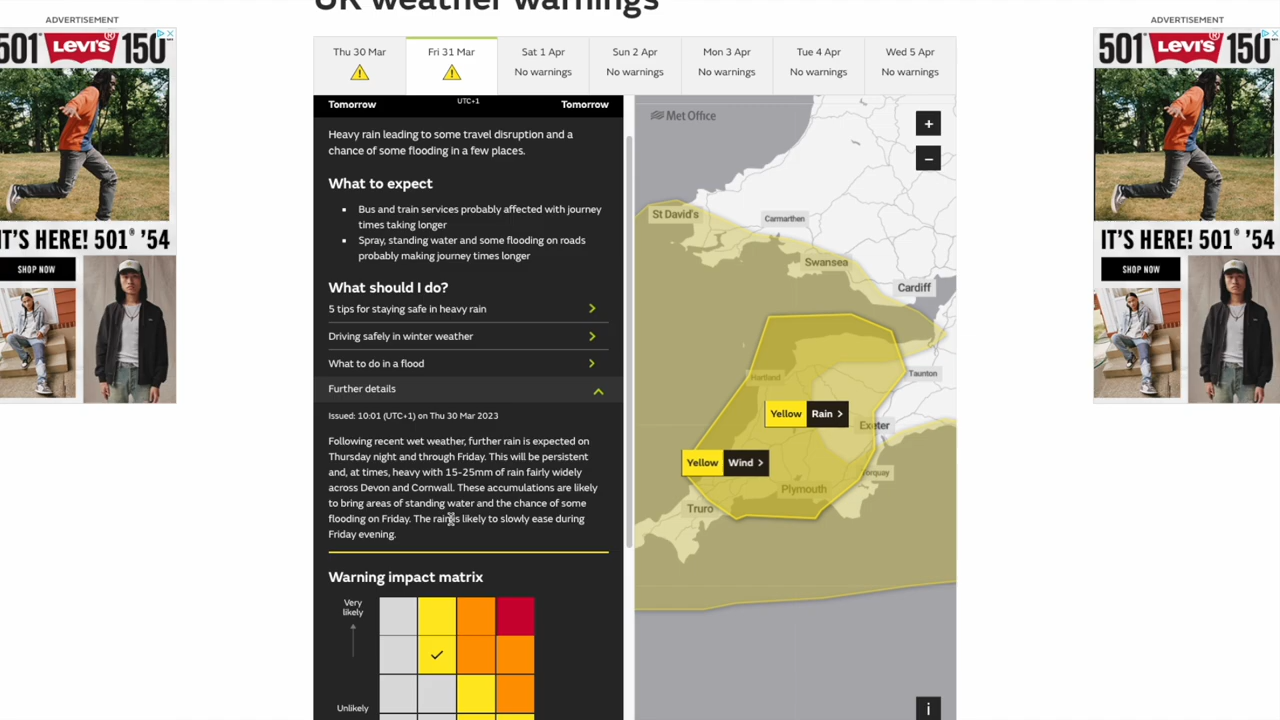 UK weather warnings
ADVERTISEMENT
501 LEVI'S 150
IT'S HERE! 501® '54
SHOP NOW
Thu 30 Mar
Fri 31 Mar
Sat 1 Apr
No warnings
Sun 2 Apr
No warnings
Mon 3 Apr
No warnings
Tue 4 Apr
No warnings
Wed 5 Apr
No warnings
Tomorrow
UTC+1
Tomorrow
Heavy rain leading to some travel disruption and a
chance of some flooding in a few places.
What to expect
Bus and train services probably affected with journey
times taking longer
Spray, standing water and some flooding on roads
probably making journey times longer
What should I do?
5 tips for staying safe in heavy rain
Driving safely in winter weather
What to do in a flood
Further details
Issued: 10:01 (UTC+1) on Thu 30 Mar 2023
Following recent wet weather, further rain is expected on
Thursday night and through Friday. This will be persistent
and, at times, heavy with 15-25mm of rain fairly widely
across Devon and Cornwall. These accumulations are likely
to bring areas of standing water and the chance of some
flooding on Friday. The rain is likely to slowly ease during
Friday evening.
Warning impact matrix
Very
likely
Unlikely
Met Office
+
−
St David's
Carmarthen
Swansea
Cardiff
Hartland
Taunton
Yellow Rain >
Exeter
Yellow Wind >
Torquay
Plymouth
Truro
i
ADVERTISEMENT
501 LEVI'S 150
IT'S HERE! 501® '54
SHOP NOW